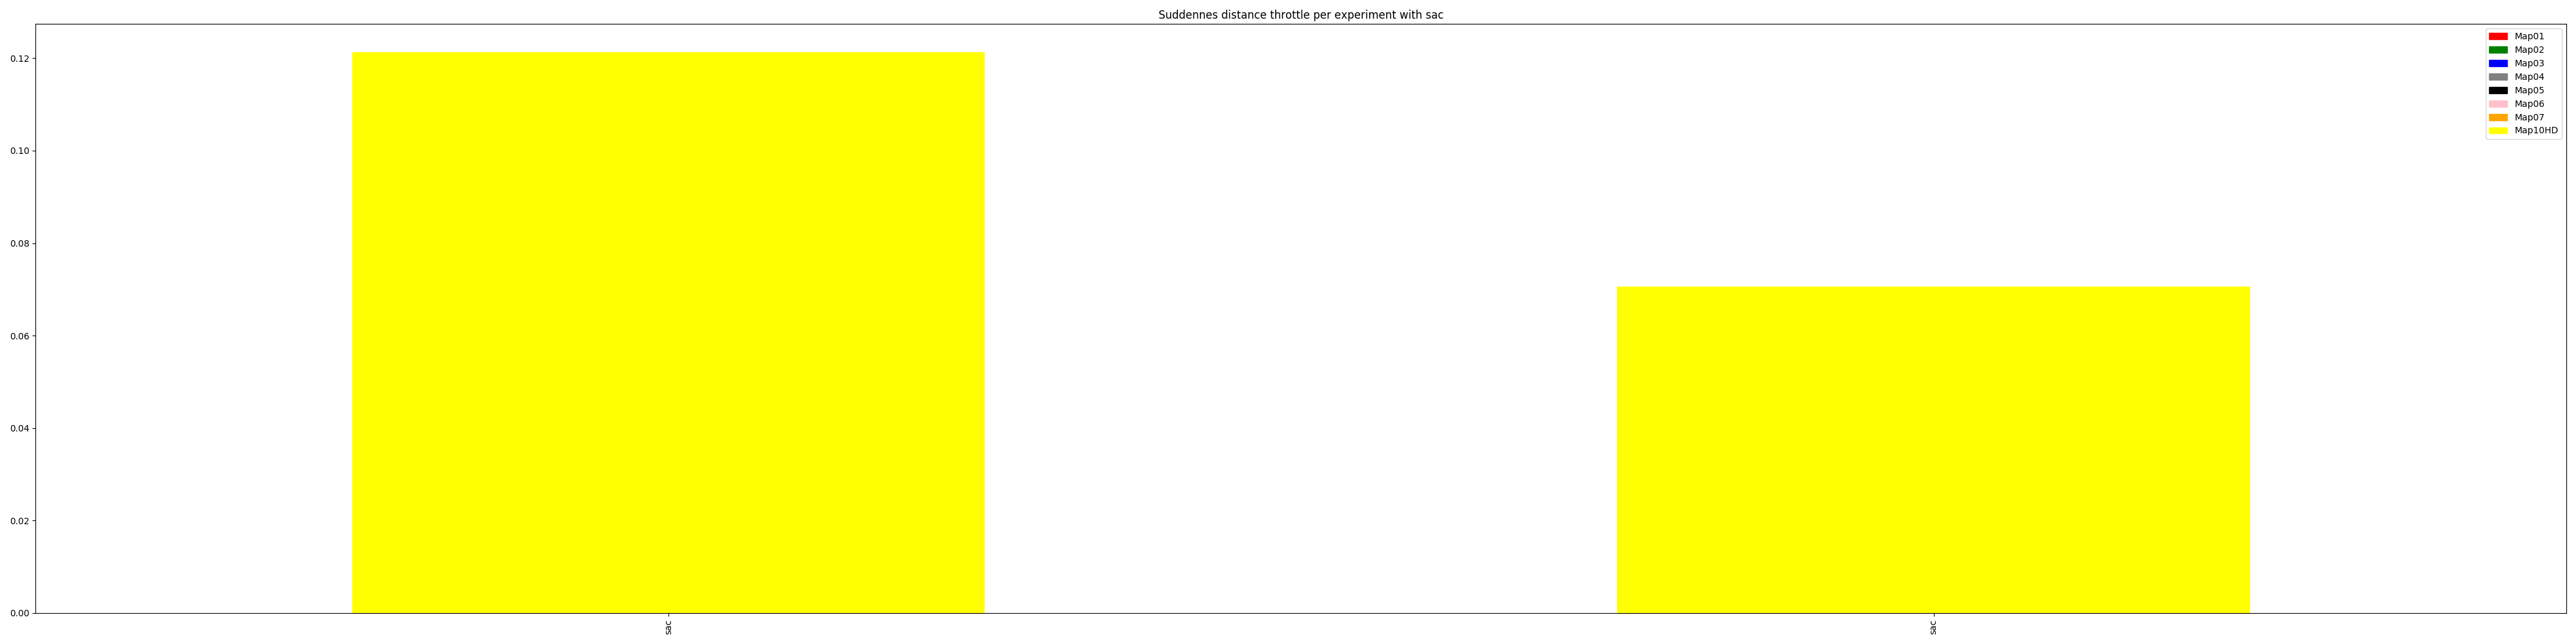 Suddennes distance throttle per experiment with sac
0.12
0.10
0.08
0.06
0.04
0.02
0.00
Map01
Map02
Map03
Map04
Map05
Map06
Map07
Map10HD
sac
sac